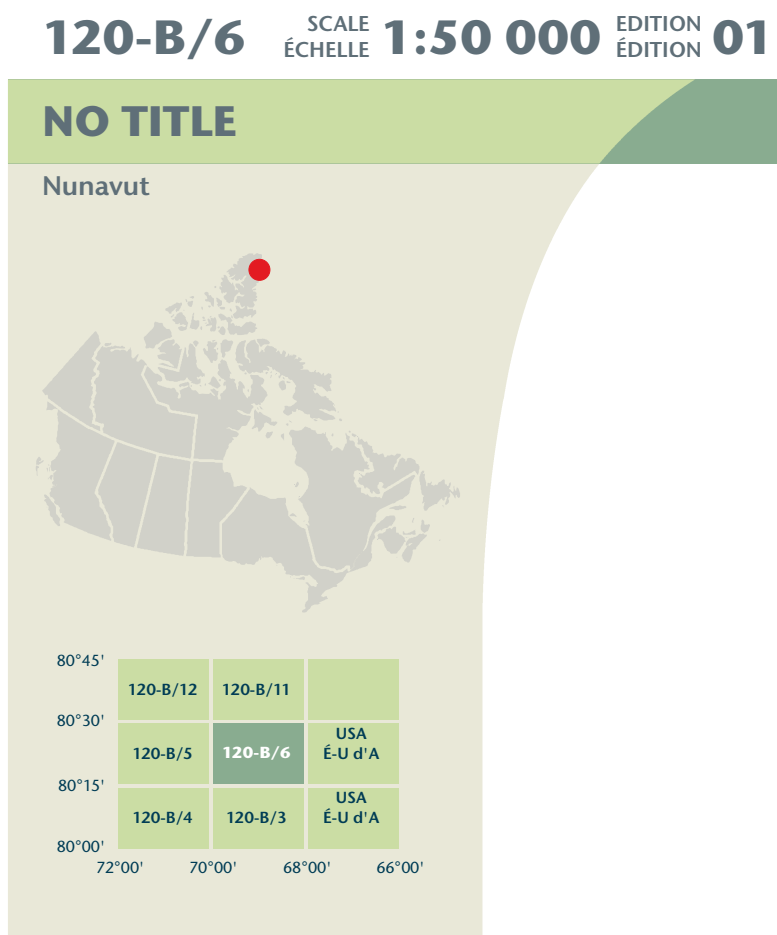 120-B/6 SCALE ÉCHELLE 1:50 000 EDITION ÉDITION 01
NO TITLE
Nunavut
80°45'
120-B/12 120-B/11
80°30'
120-B/5 120-B/6 USA É-U d'A
80°15'
120-B/4 120-B/3 USA É-U d'A
80°00'
72°00' 70°00' 68°00' 66°00'